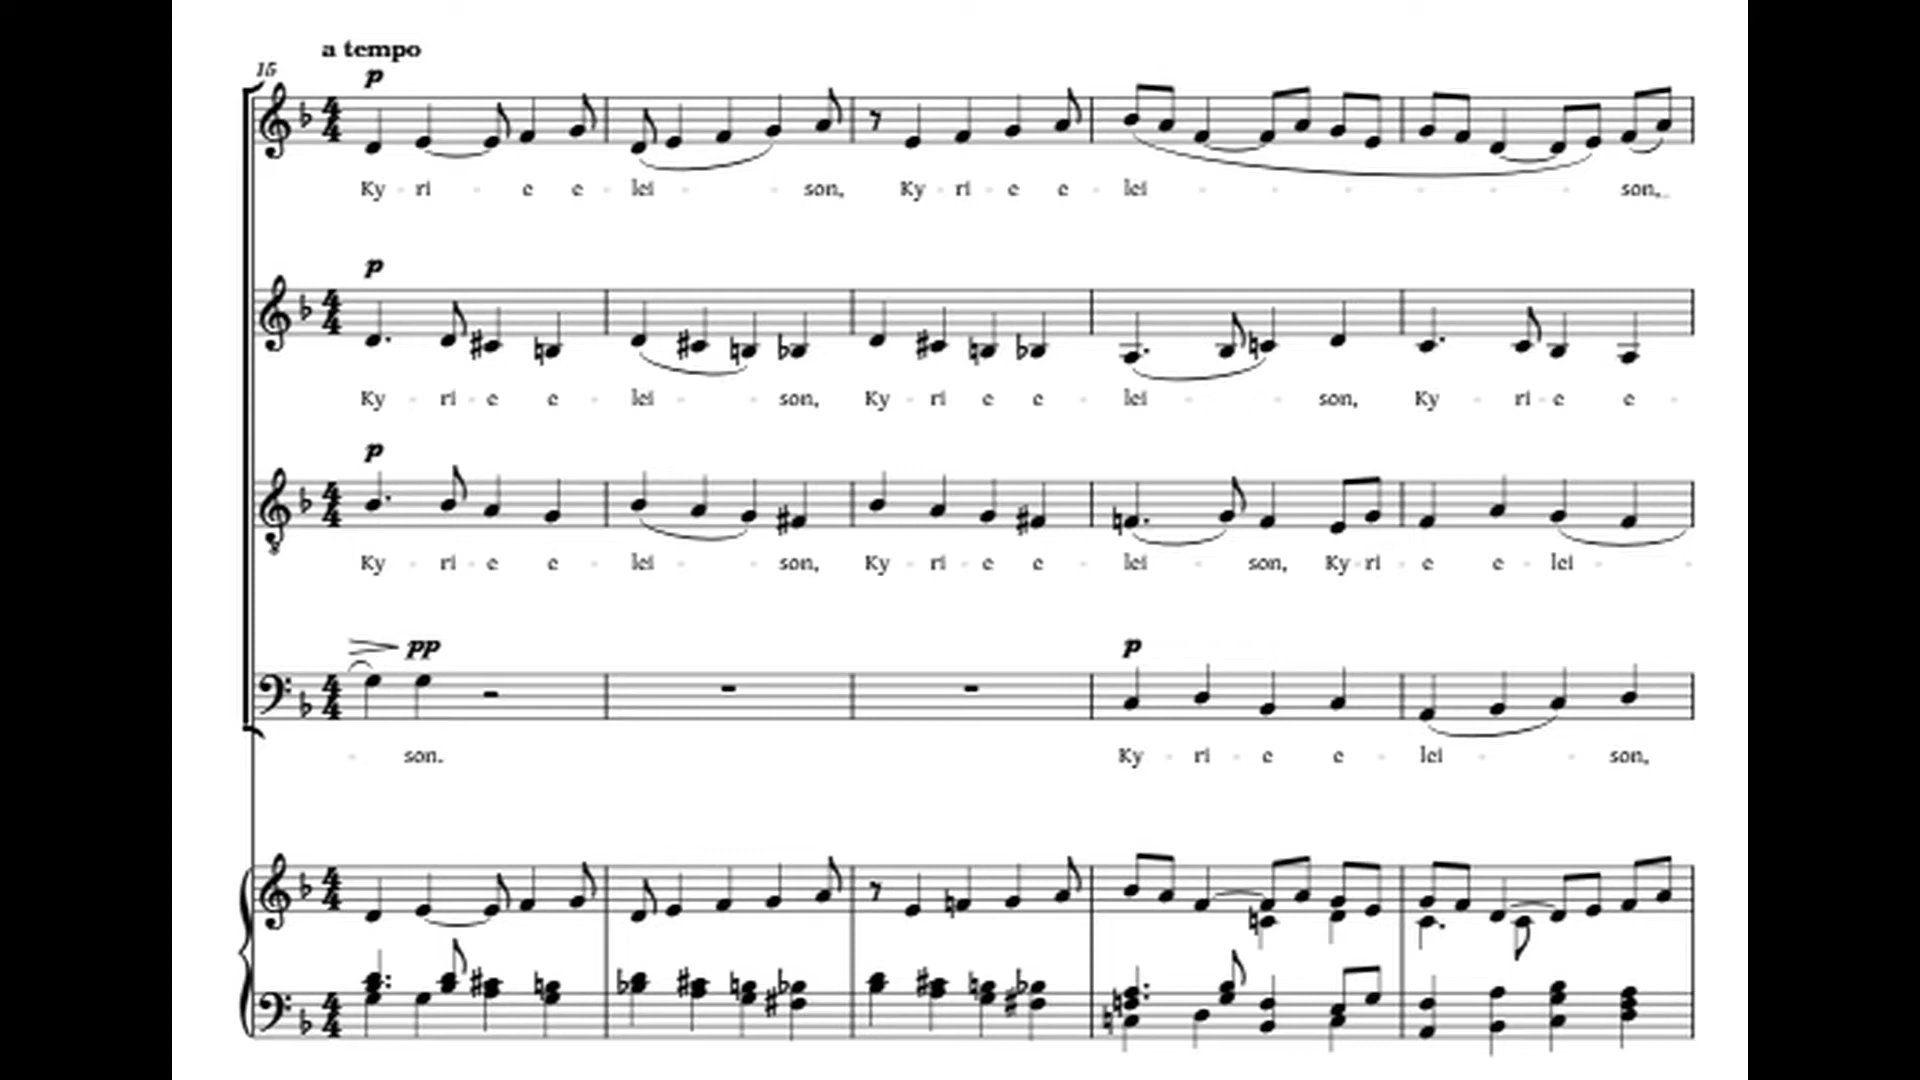 a tempo
15
p
Ky - ri - e e - lei - son, Ky - ri - e e - lei - - - - - - son,_
p
Ky - ri - e e - lei - - son, Ky - ri - e e - lei - - son, Ky - ri - e e -
p
Ky - ri - e e - lei - - son, Ky - ri - e e - lei - son, Ky - ri - e e - lei - -
pp p
- son. Ky - ri - e e - lei - - son,